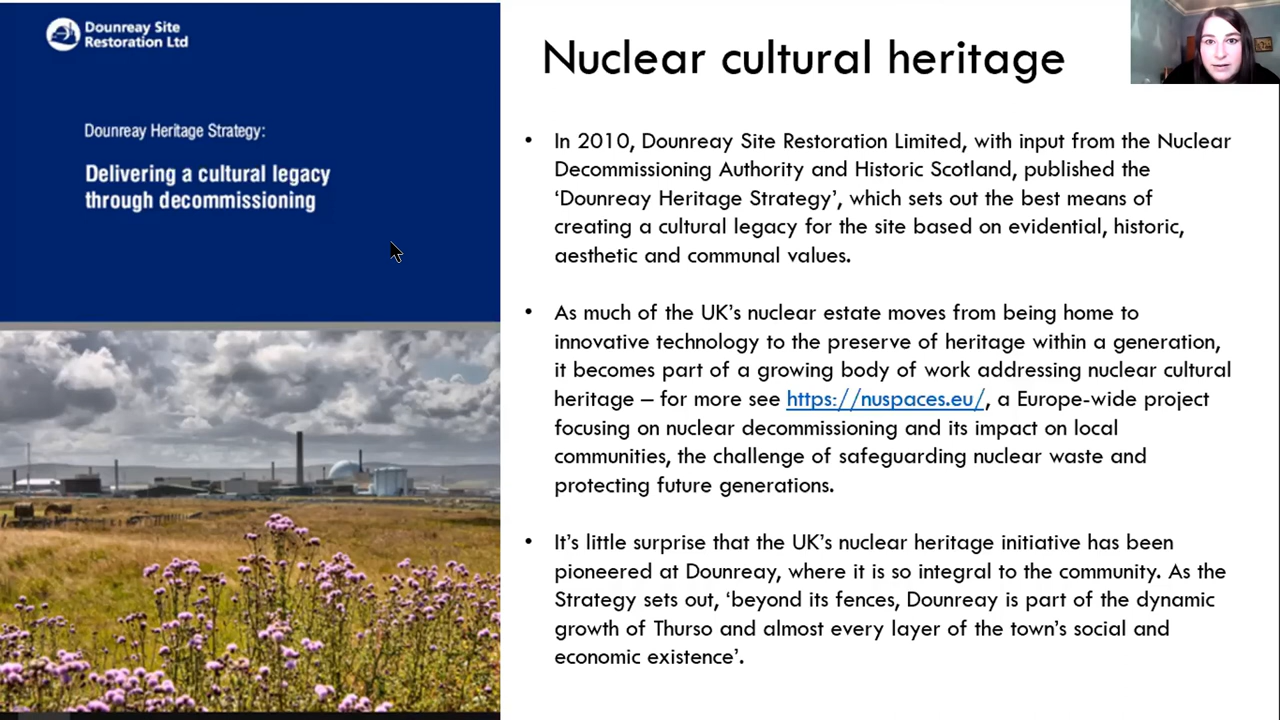 Dounreay Site
Restoration Ltd
Dounreay Heritage Strategy:
Delivering a cultural legacy
through decommissioning
Nuclear cultural heritage
• In 2010, Dounreay Site Restoration Limited, with input from the Nuclear
Decommissioning Authority and Historic Scotland, published the
‘Dounreay Heritage Strategy’, which sets out the best means of
creating a cultural legacy for the site based on evidential, historic,
aesthetic and communal values.
• As much of the UK’s nuclear estate moves from being home to
innovative technology to the preserve of heritage within a generation,
it becomes part of a growing body of work addressing nuclear cultural
heritage – for more see https://nuspaces.eu/, a Europe-wide project
focusing on nuclear decommissioning and its impact on local
communities, the challenge of safeguarding nuclear waste and
protecting future generations.
• It’s little surprise that the UK’s nuclear heritage initiative has been
pioneered at Dounreay, where it is so integral to the community. As the
Strategy sets out, ‘beyond its fences, Dounreay is part of the dynamic
growth of Thurso and almost every layer of the town’s social and
economic existence’.